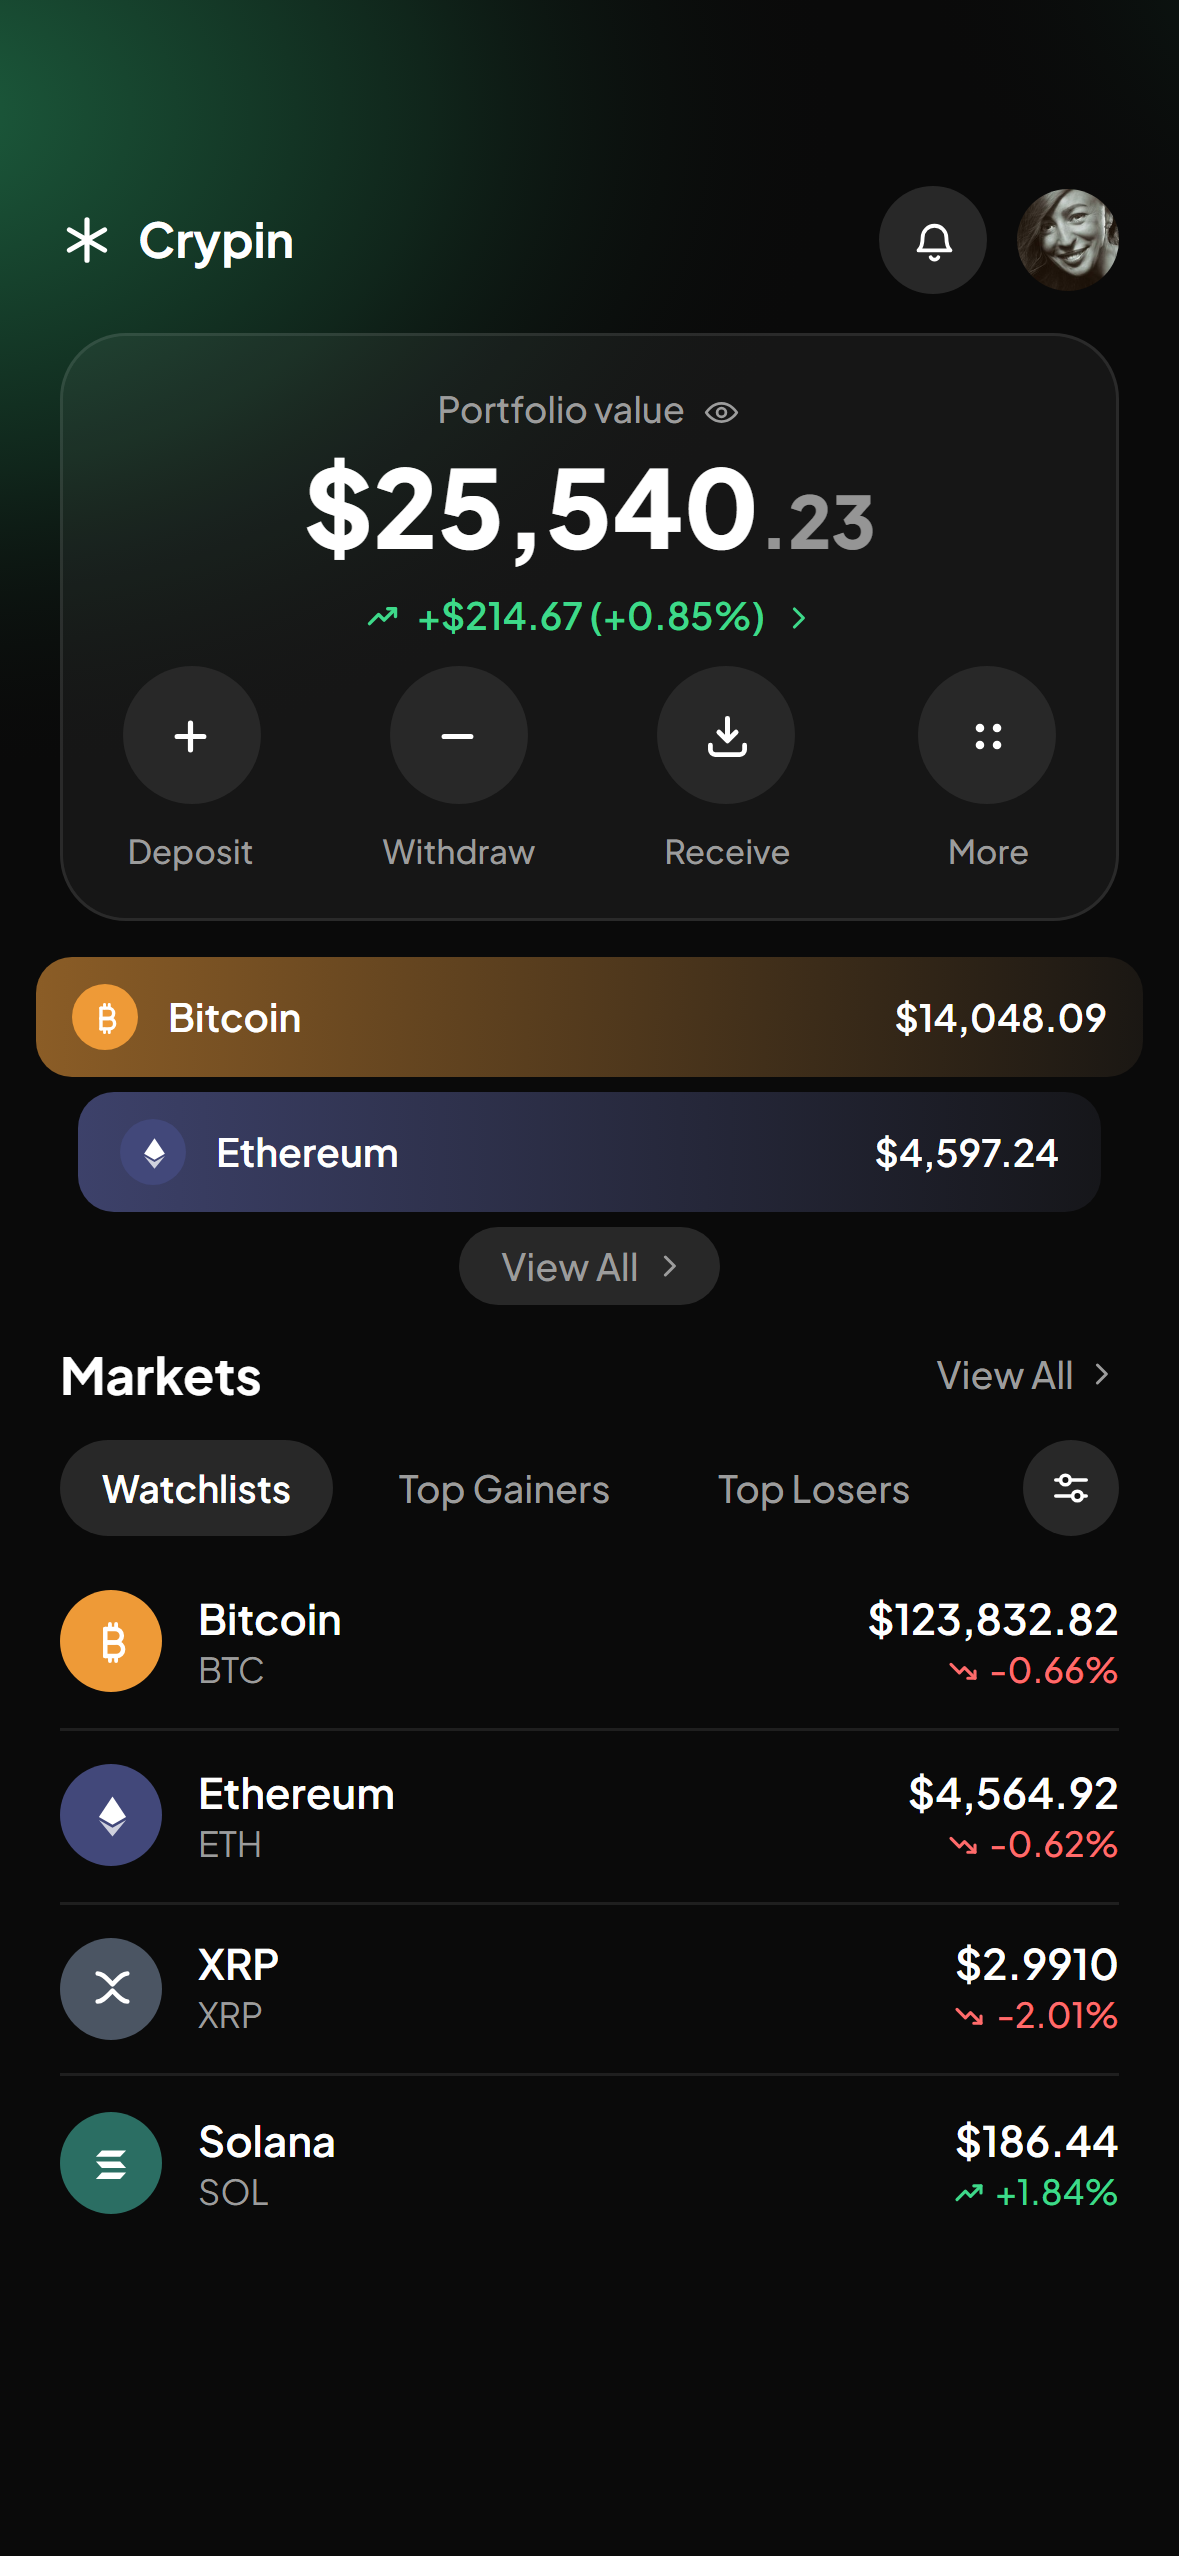 Crypin
Portfolio value
$25,540.23
+$214.67 (+0.85%)
Deposit Withdraw Receive More
Bitcoin $14,048.09
Ethereum $4,597.24
View All
Markets View All
Watchlists Top Gainers Top Losers
Bitcoin $123,832.82
BTC -0.66%
Ethereum $4,564.92
ETH -0.62%
XRP $2.9910
XRP -2.01%
Solana $186.44
SOL +1.84%